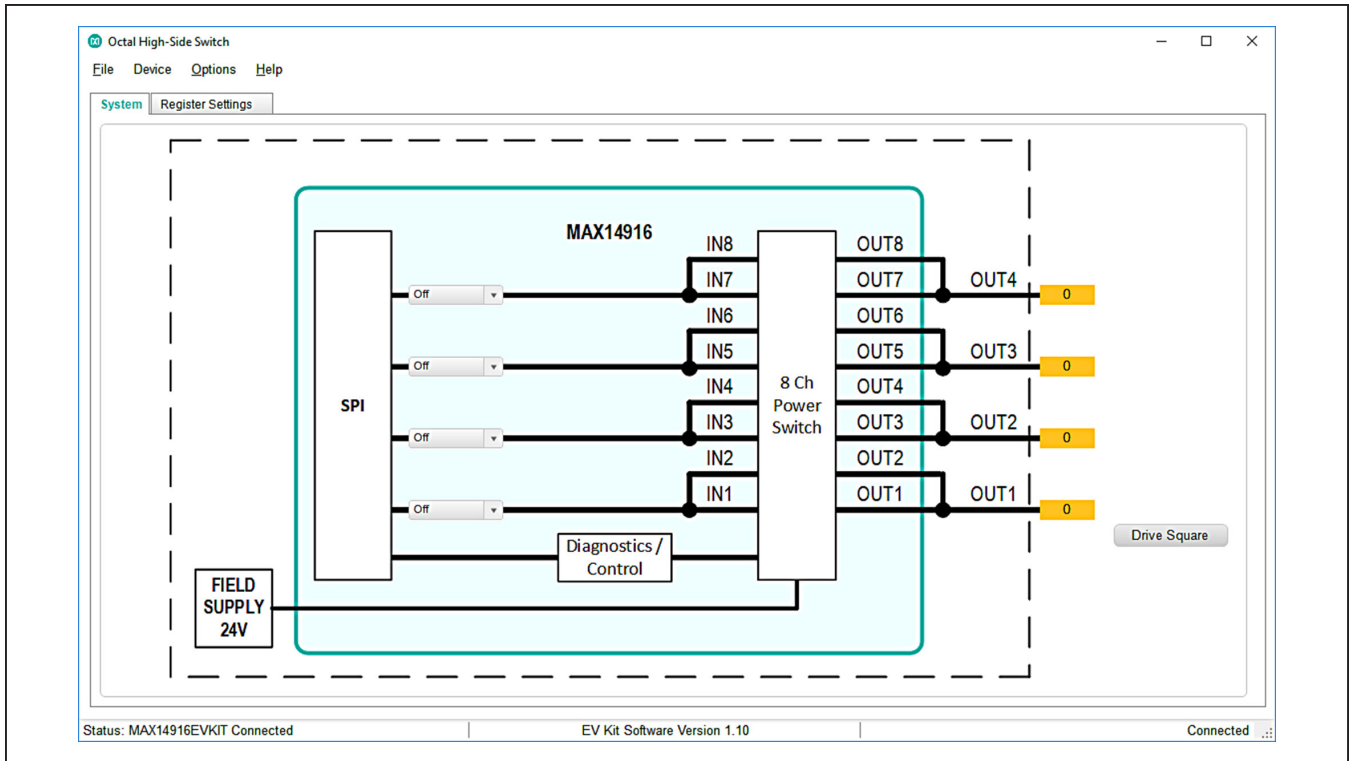 Octal High-Side Switch
File Device Options Help
System Register Settings
MAX14916
IN8 OUT8
IN7 OUT7 OUT4
Off 0
IN6 OUT6
IN5 OUT5 OUT3
Off 0
IN4 OUT4
SPI
8 Ch
Power
Switch
IN3 OUT3 OUT2
Off 0
IN2 OUT2
IN1 OUT1 OUT1
Off 0
Drive Square
Diagnostics /
Control
FIELD
SUPPLY
24V
Status: MAX14916EVKIT Connected EV Kit Software Version 1.10 Connected